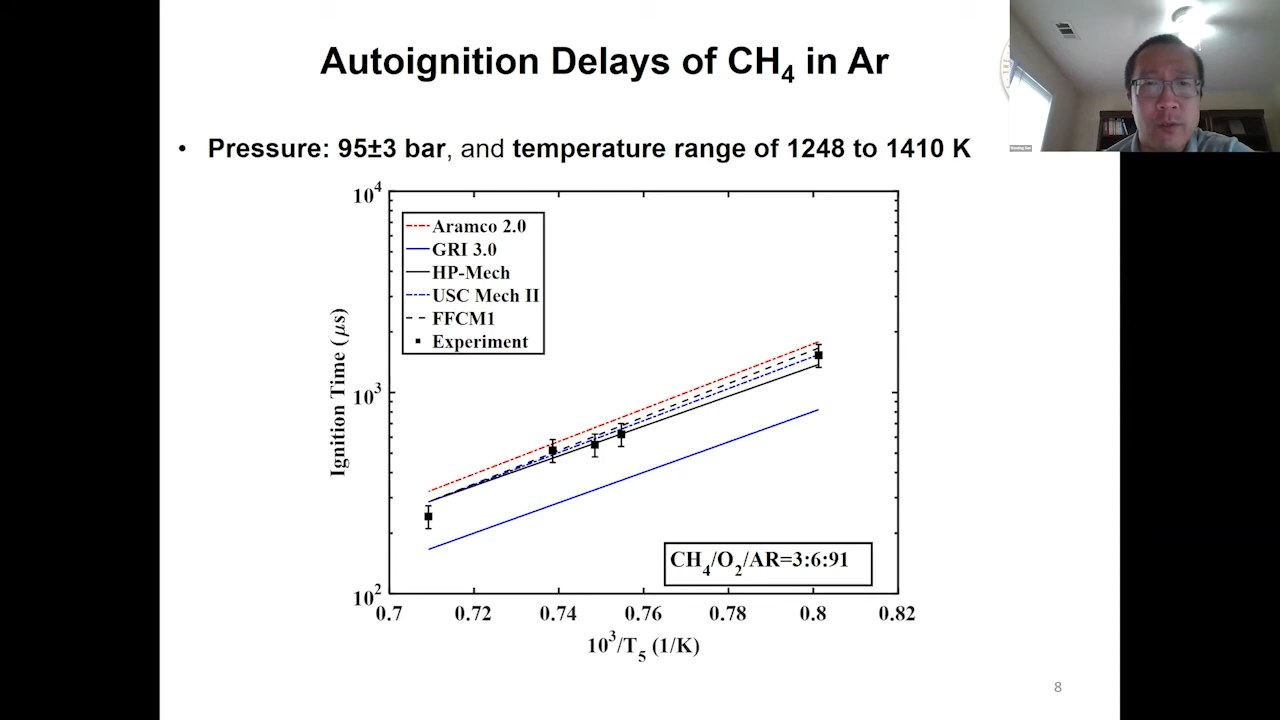 Autoignition Delays of CH4 in Ar
• Pressure: 95±3 bar, and temperature range of 1248 to 1410 K
10^4
Aramco 2.0
GRI 3.0
HP-Mech
USC Mech II
FFCM1
Experiment
Ignition Time (μs)
10^3
CH4/O2/AR=3:6:91
10^2
0.7 0.72 0.74 0.76 0.78 0.8 0.82
10^3/T5 (1/K)
8